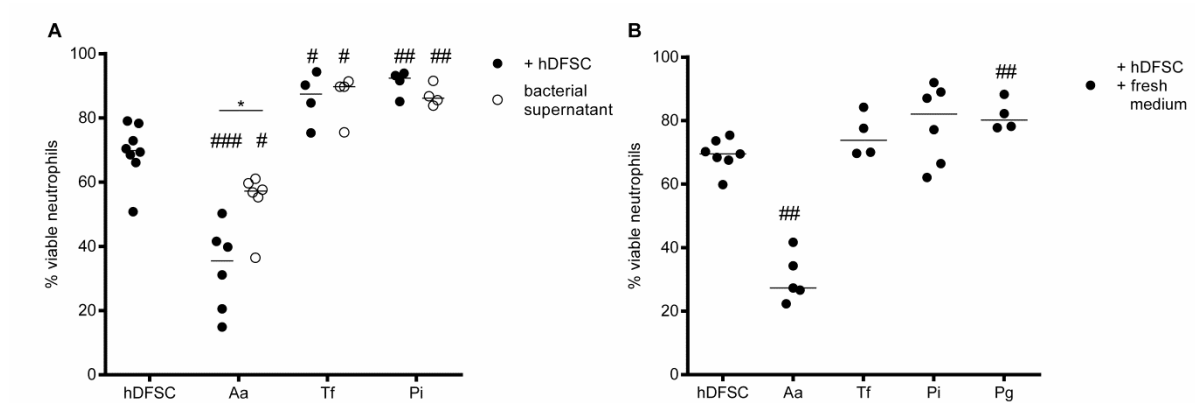 A
% viable neutrophils
100
80
60
40
20
0
*
### #
# #
## ##
hDFSC Aa Tf Pi
+ hDFSC
bacterial
supernatant
B
% viable neutrophils
100
80
60
40
20
0
##
##
hDFSC Aa Tf Pi Pg
+ hDFSC
+ fresh
medium